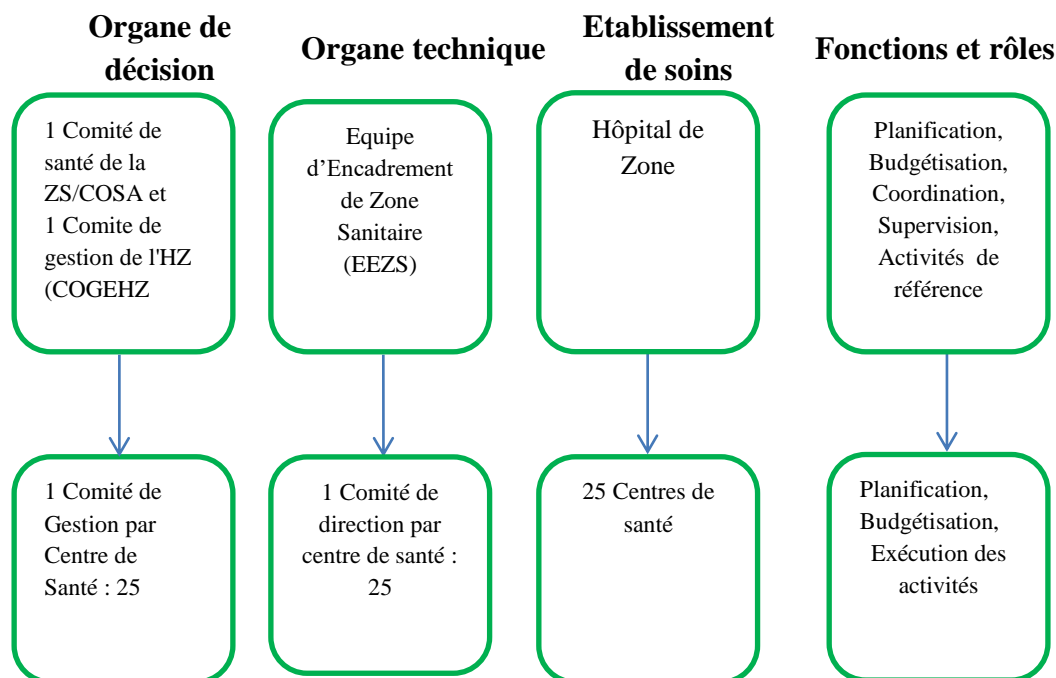 Organe de
décision
Organe technique
Etablissement
de soins
Fonctions et rôles
1 Comité de
santé de la
ZS/COSA et
1 Comite de
gestion de l'HZ
(COGEHZ
Equipe
d’Encadrement
de Zone
Sanitaire
(EEZS)
Hôpital de
Zone
Planification,
Budgétisation,
Coordination,
Supervision,
Activités de
référence
1 Comité de
Gestion par
Centre de
Santé : 25
1 Comité de
direction par
centre de santé :
25
25 Centres de
santé
Planification,
Budgétisation,
Exécution des
activités